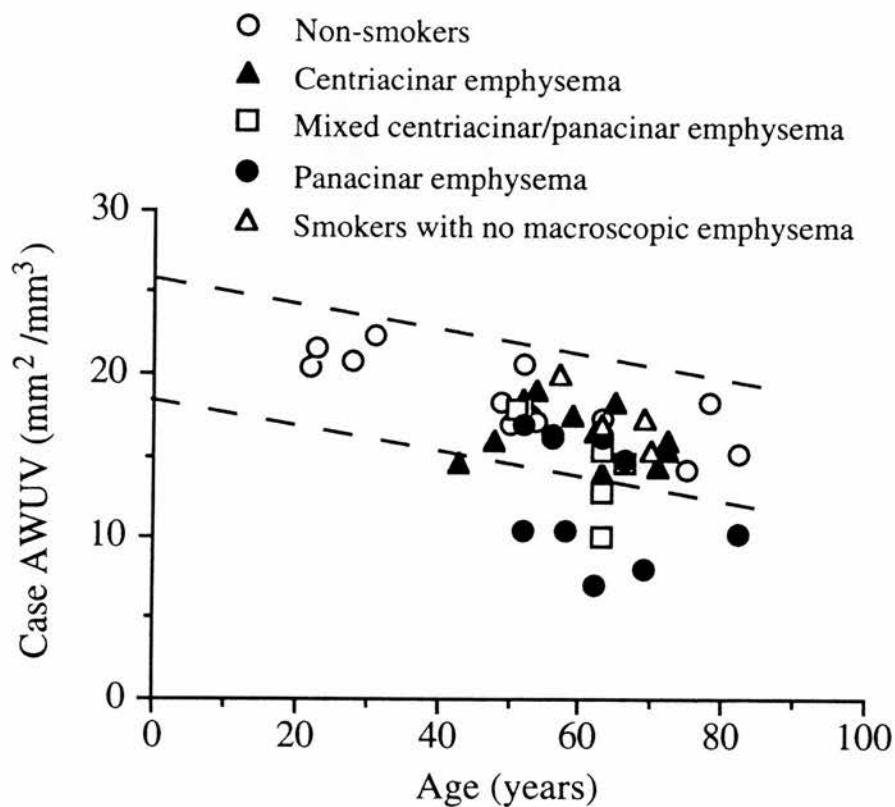 Non-smokers
Centriacinar emphysema
Mixed centriacinar/panacinar emphysema
Panacinar emphysema
Smokers with no macroscopic emphysema
30
20
10
0
Case AWUV (mm² /mm³)
0 20 40 60 80 100
Age (years)